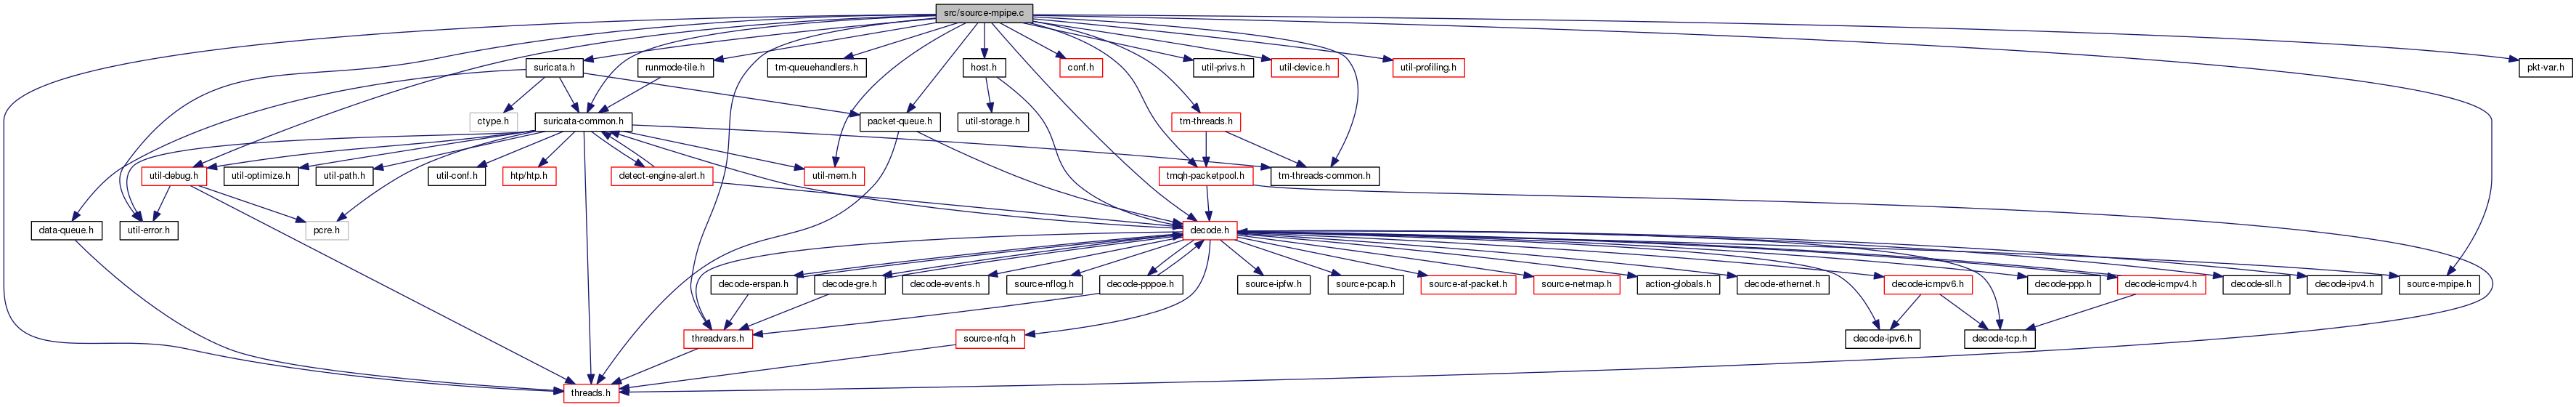 src/source-mpipe.c
suricata.h
runmode-tile.h
tm-queuehandlers.h
host.h
conf.h
util-privs.h
util-device.h
util-profiling.h
pkt-var.h
ctype.h
suricata-common.h
packet-queue.h
util-storage.h
tm-threads.h
util-debug.h
util-optimize.h
util-path.h
util-conf.h
htp/htp.h
detect-engine-alert.h
util-mem.h
tmqh-packetpool.h
tm-threads-common.h
data-queue.h
util-error.h
pcre.h
decode.h
decode-erspan.h
decode-gre.h
decode-events.h
source-nflog.h
decode-pppoe.h
source-ipfw.h
source-pcap.h
source-af-packet.h
source-netmap.h
action-globals.h
decode-ethernet.h
decode-icmpv6.h
decode-ppp.h
decode-icmpv4.h
decode-sll.h
decode-ipv4.h
source-mpipe.h
threadvars.h
source-nfq.h
decode-ipv6.h
decode-tcp.h
threads.h